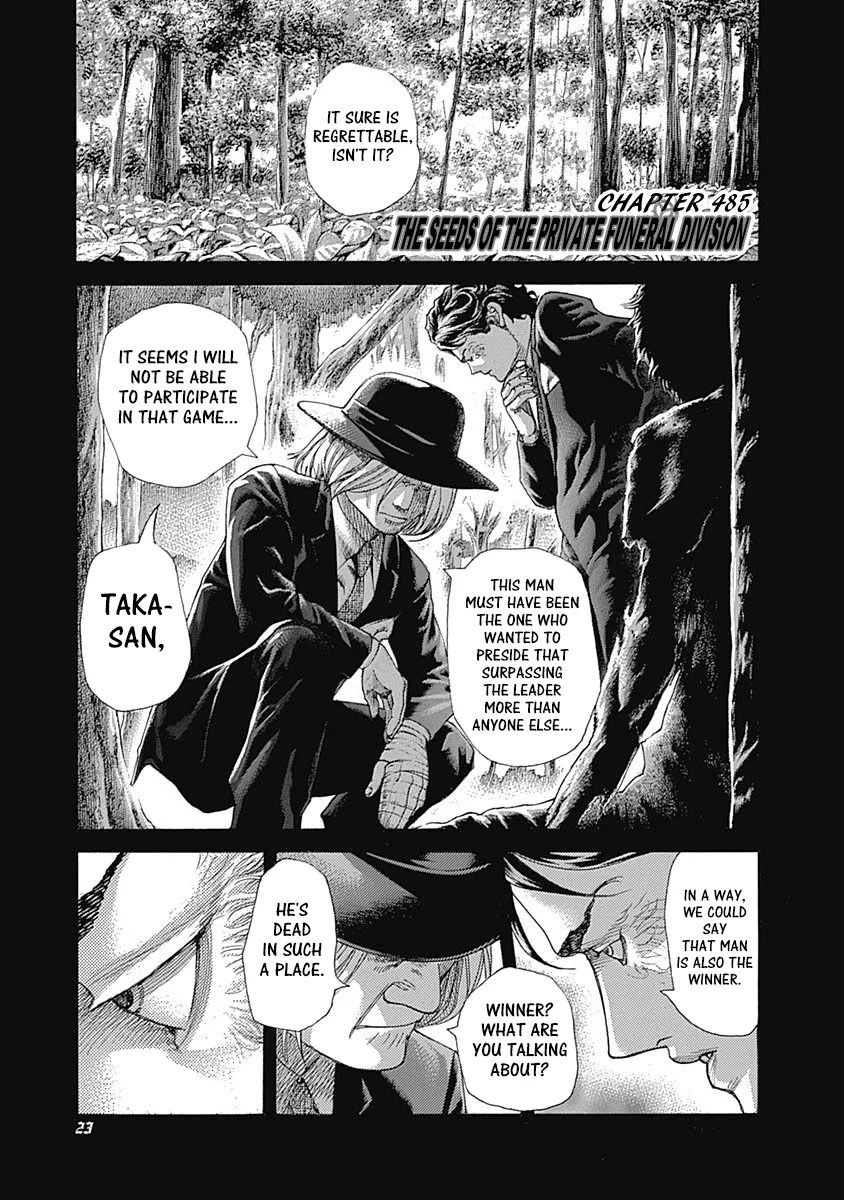 IT SURE IS
REGRETTABLE,
ISN'T IT?
CHAPTER 485
THE SEEDS OF THE PRIVATE FUNERAL DIVISION
THIS MAN
MUST HAVE BEEN
THE ONE WHO
WANTED TO
PRESIDE THAT
SURPASSING
THE LEADER
MORE THAN
ANYONE ELSE...
IT SEEMS I WILL
NOT BE ABLE
TO PARTICIPATE
IN THAT GAME...
TAKA-
SAN,
IN A WAY,
WE COULD
SAY
THAT MAN
IS ALSO THE
WINNER.
WINNER?
WHAT ARE
YOU TALKING
ABOUT?
HE'S
DEAD
IN SUCH
A PLACE.
23